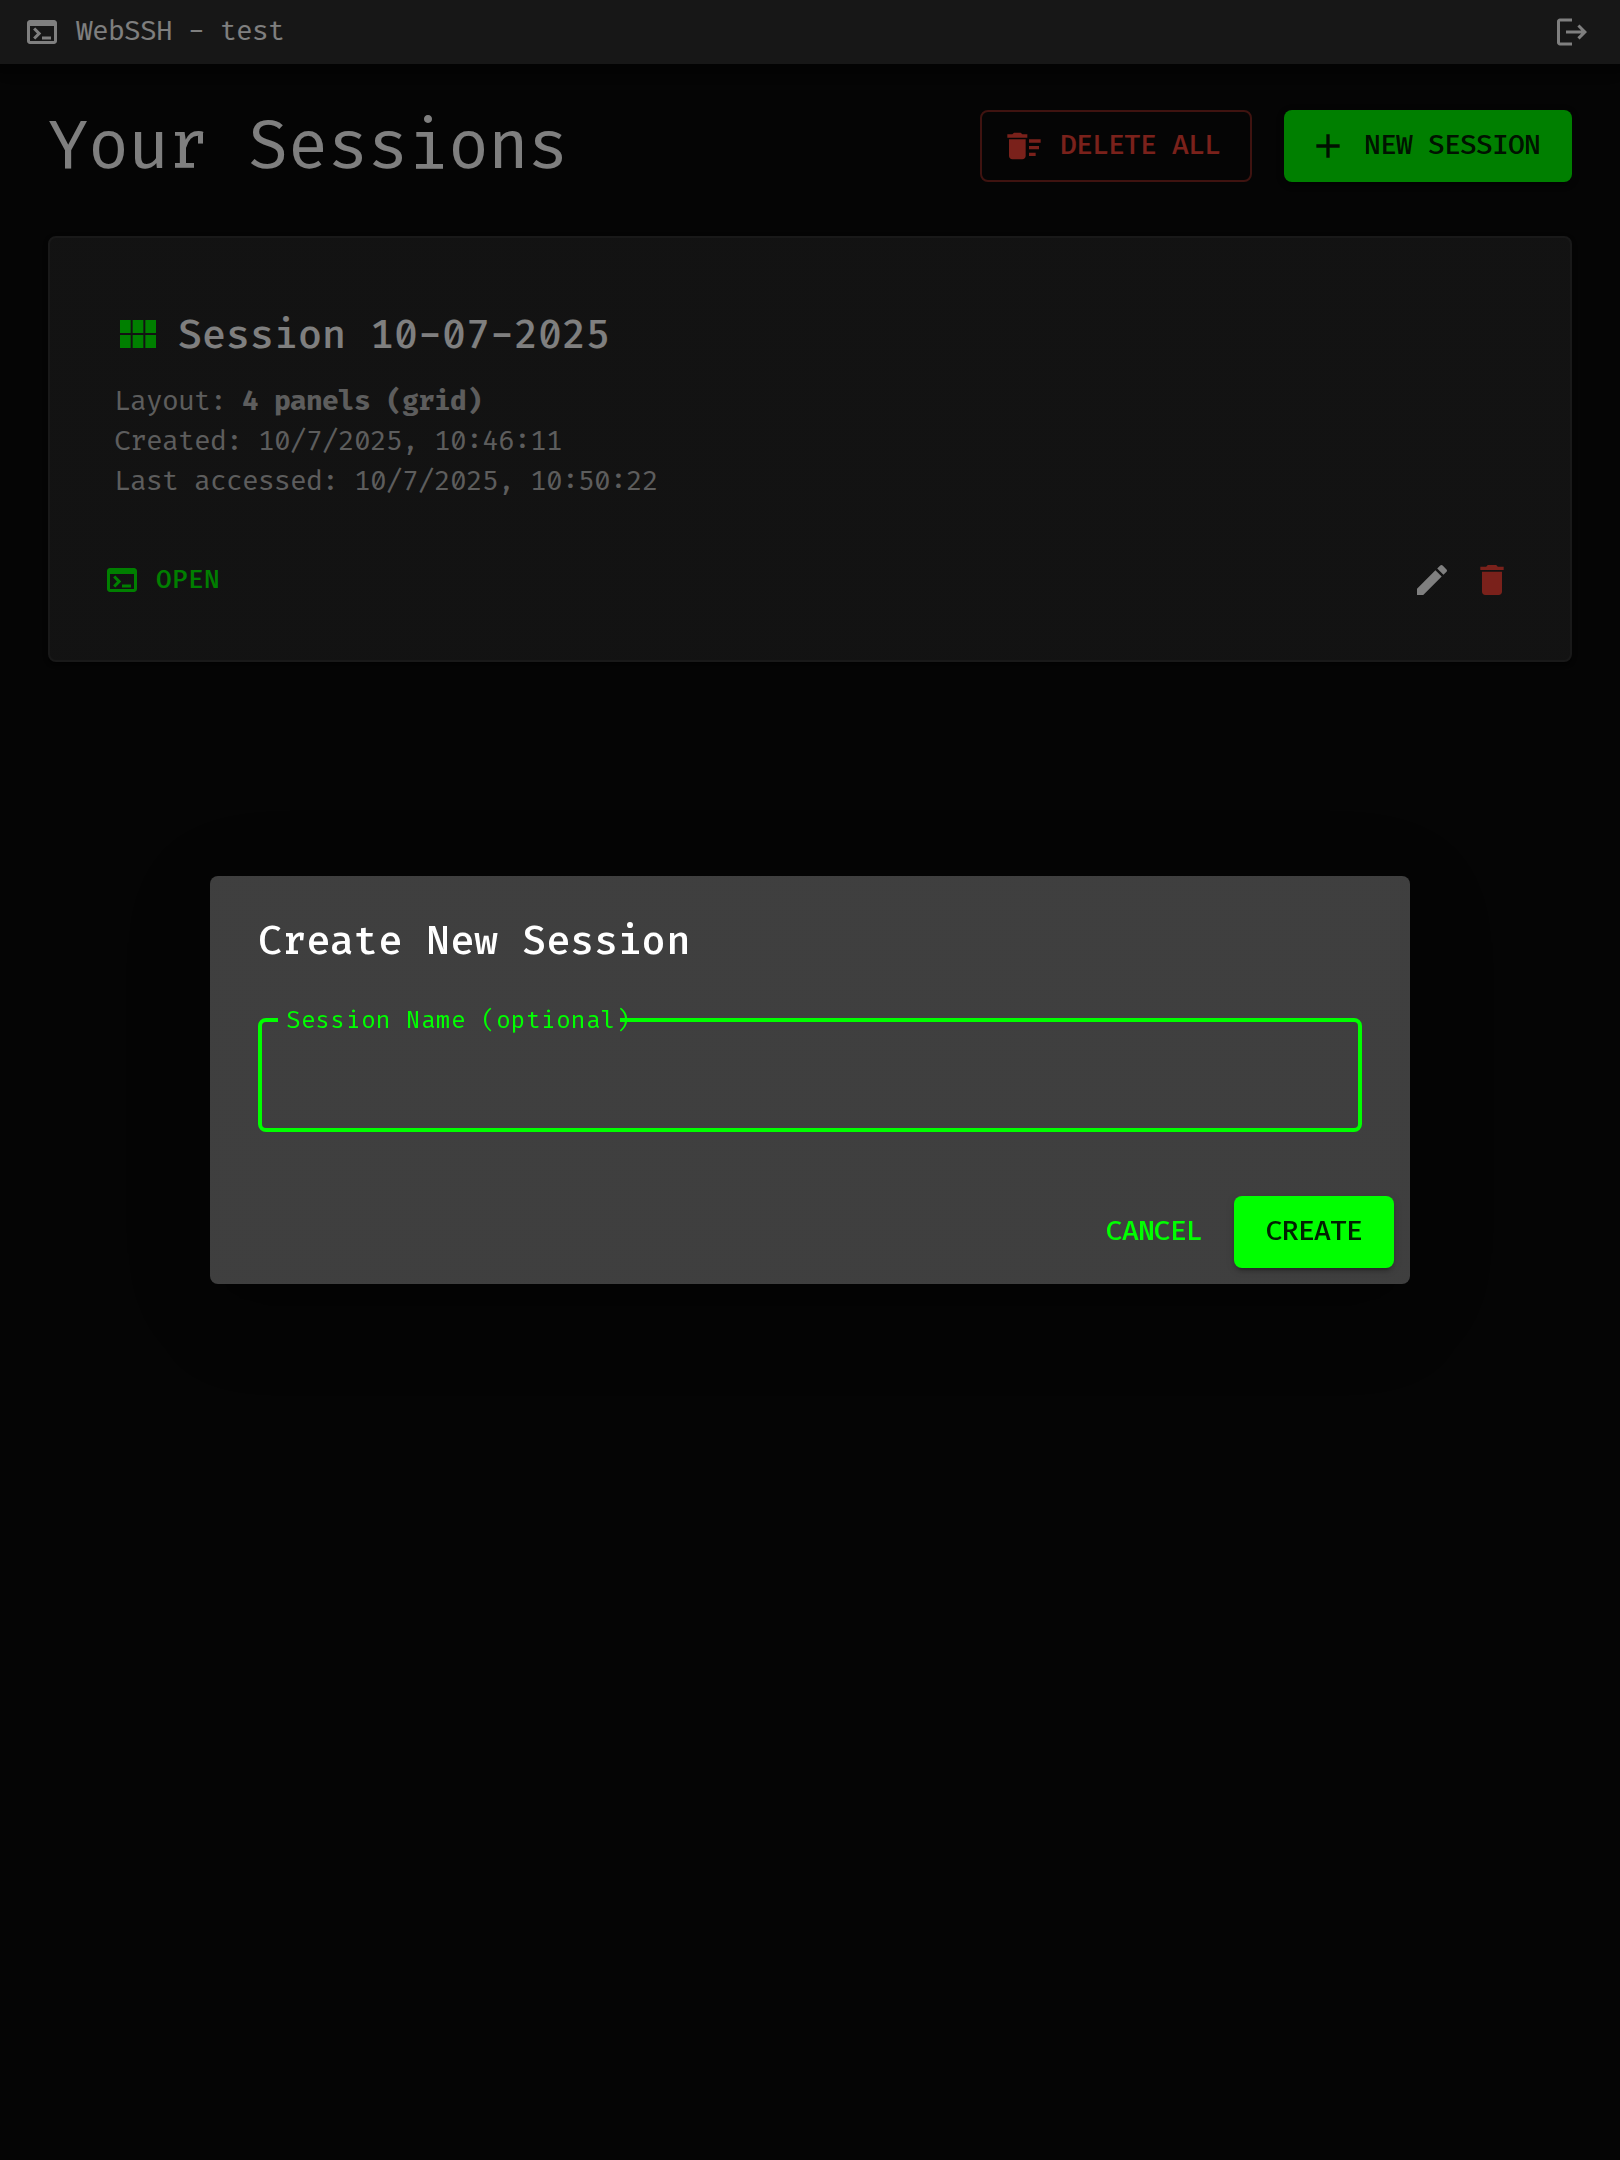 WebSSH - test
Your Sessions
DELETE ALL
NEW SESSION
Session 10-07-2025
Layout: 4 panels (grid)
Created: 10/7/2025, 10:46:11
Last accessed: 10/7/2025, 10:50:22
OPEN
Create New Session
Session Name (optional)
CANCEL
CREATE